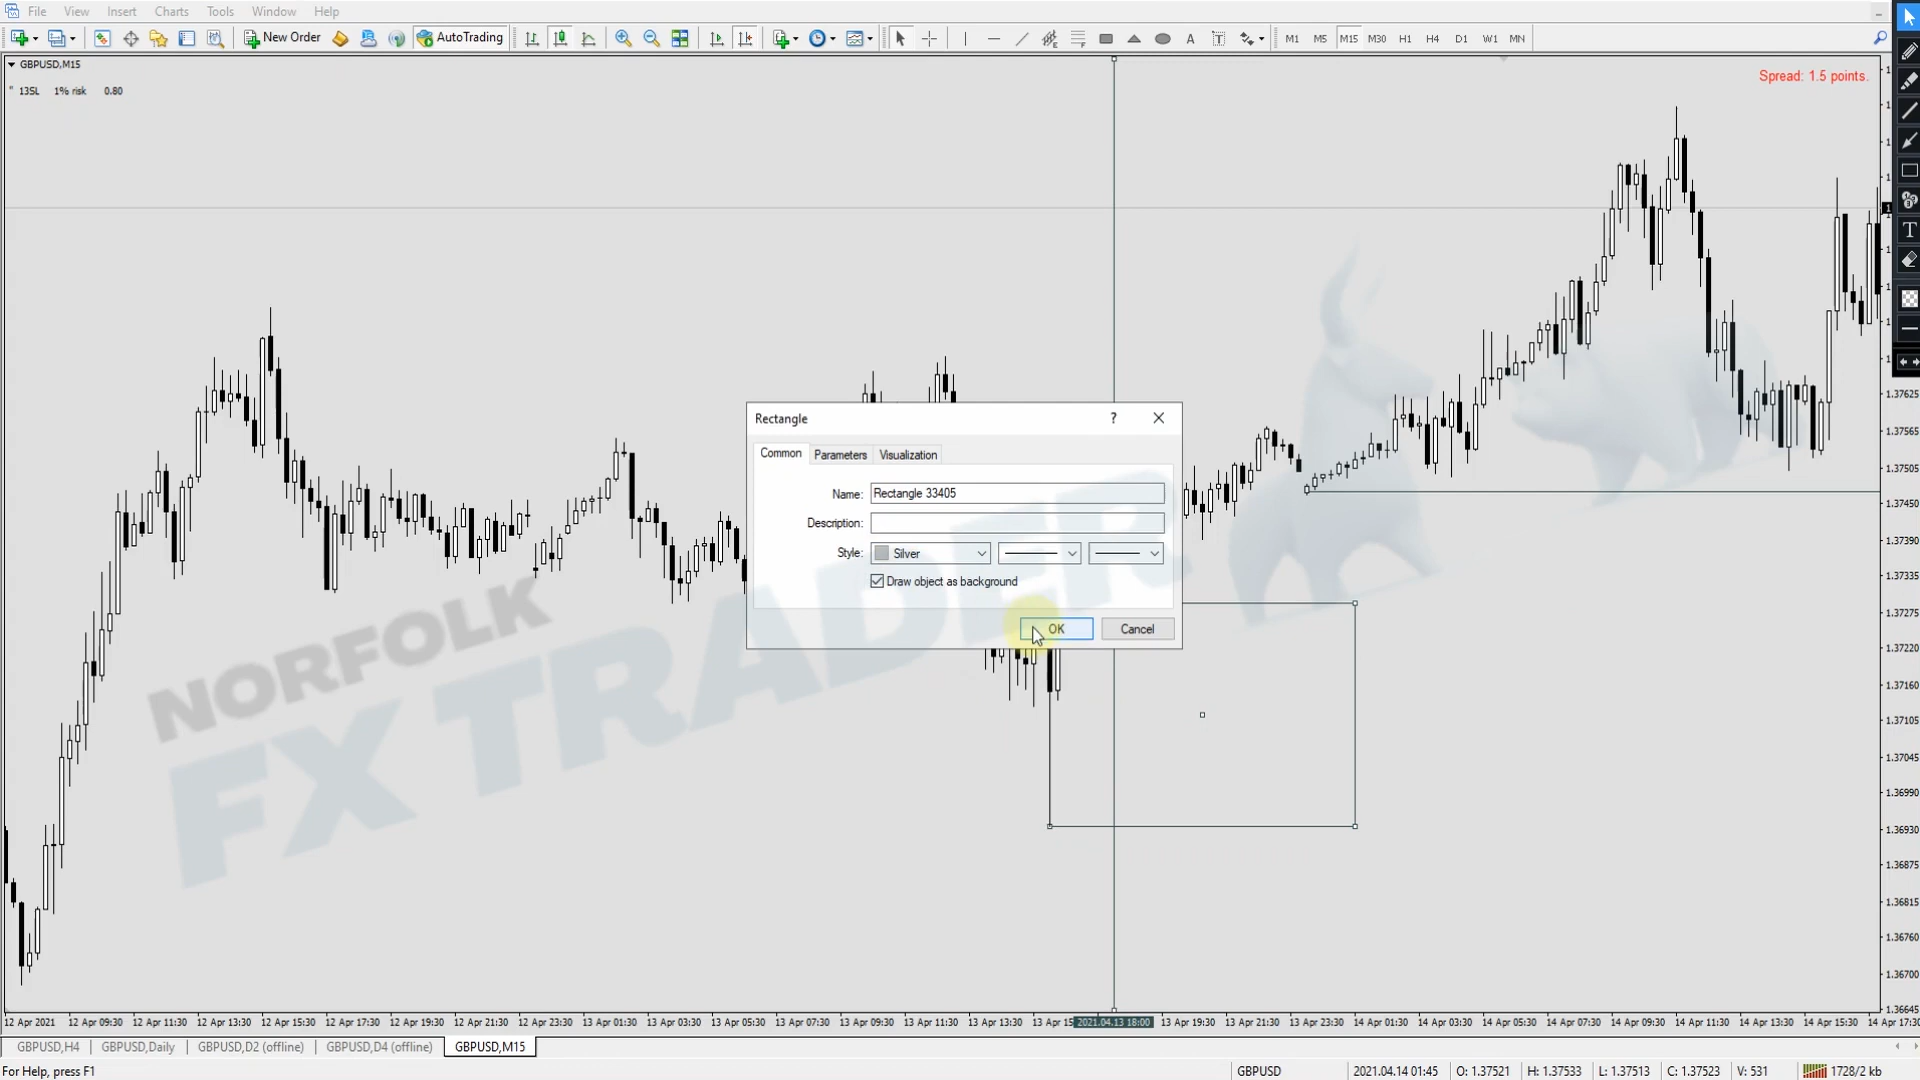 File View Insert Charts Tools Window Help
New Order AutoTrading A T M1 M5 M15 M30 H1 H4 D1 W1 MN
GBPUSD,M15
Spread: 1.5 points.
13SL 1% risk 0.80
Rectangle ?
Common Parameters Visualization
Name: Rectangle 33405
Description:
Style: Silver
Draw object as background
OK Cancel
NORFOLK
FX TRADER
1.37625
1.37565
1.37505
1.37450
1.37390
1.37335
1.37275
1.37220
1.37160
1.37105
1.37045
1.36990
1.36930
1.36875
1.36815
1.36760
1.36700
1.36645
12 Apr 2021 12 Apr 09:30 12 Apr 11:30 12 Apr 13:30 12 Apr 15:30 12 Apr 17:30 12 Apr 19:30 12 Apr 21:30 12 Apr 23:30 13 Apr 01:30 13 Apr 03:30 13 Apr 05:30 13 Apr 07:30 13 Apr 09:30 13 Apr 11:30 13 Apr 13:30 13 Apr 15 2021.04.13 18:00 13 Apr 19:30 13 Apr 21:30 13 Apr 23:30 14 Apr 01:30 14 Apr 03:30 14 Apr 05:30 14 Apr 07:30 14 Apr 09:30 14 Apr 11:30 14 Apr 13:30 14 Apr 15:30 14 Apr 17:30
GBPUSD,H4 GBPUSD,Daily GBPUSD,D2 (offline) GBPUSD,D4 (offline) GBPUSD,M15
For Help, press F1 GBPUSD 2021.04.14 01:45 O: 1.37521 H: 1.37533 L: 1.37513 C: 1.37523 V: 531 1728/2 kb